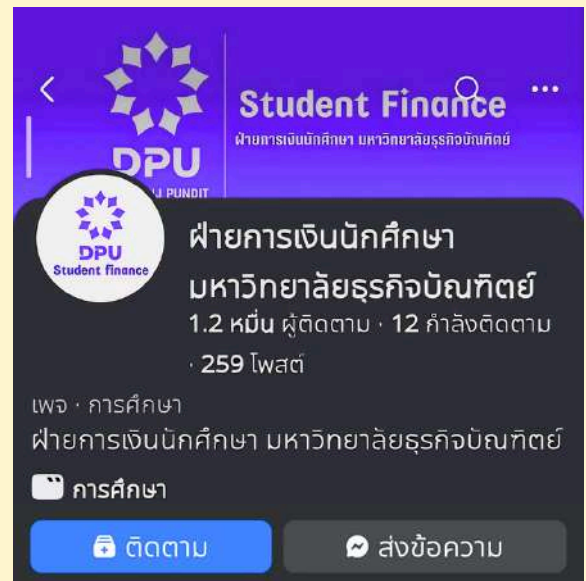 Student Finance
ฝ่ายการเงินนักศึกษา มหาวิทยาลัยธุรกิจบัณฑิตย์
DPU
PUNDIT
DPU
Student finance
ฝ่ายการเงินนักศึกษา
มหาวิทยาลัยธุรกิจบัณฑิตย์
1.2 หมื่น ผู้ติดตาม · 12 กำลังติดตาม
· 259 โพสต์
เพจ · การศึกษา
ฝ่ายการเงินนักศึกษา มหาวิทยาลัยธุรกิจบัณฑิตย์
การศึกษา
ติดตาม
ส่งข้อความ